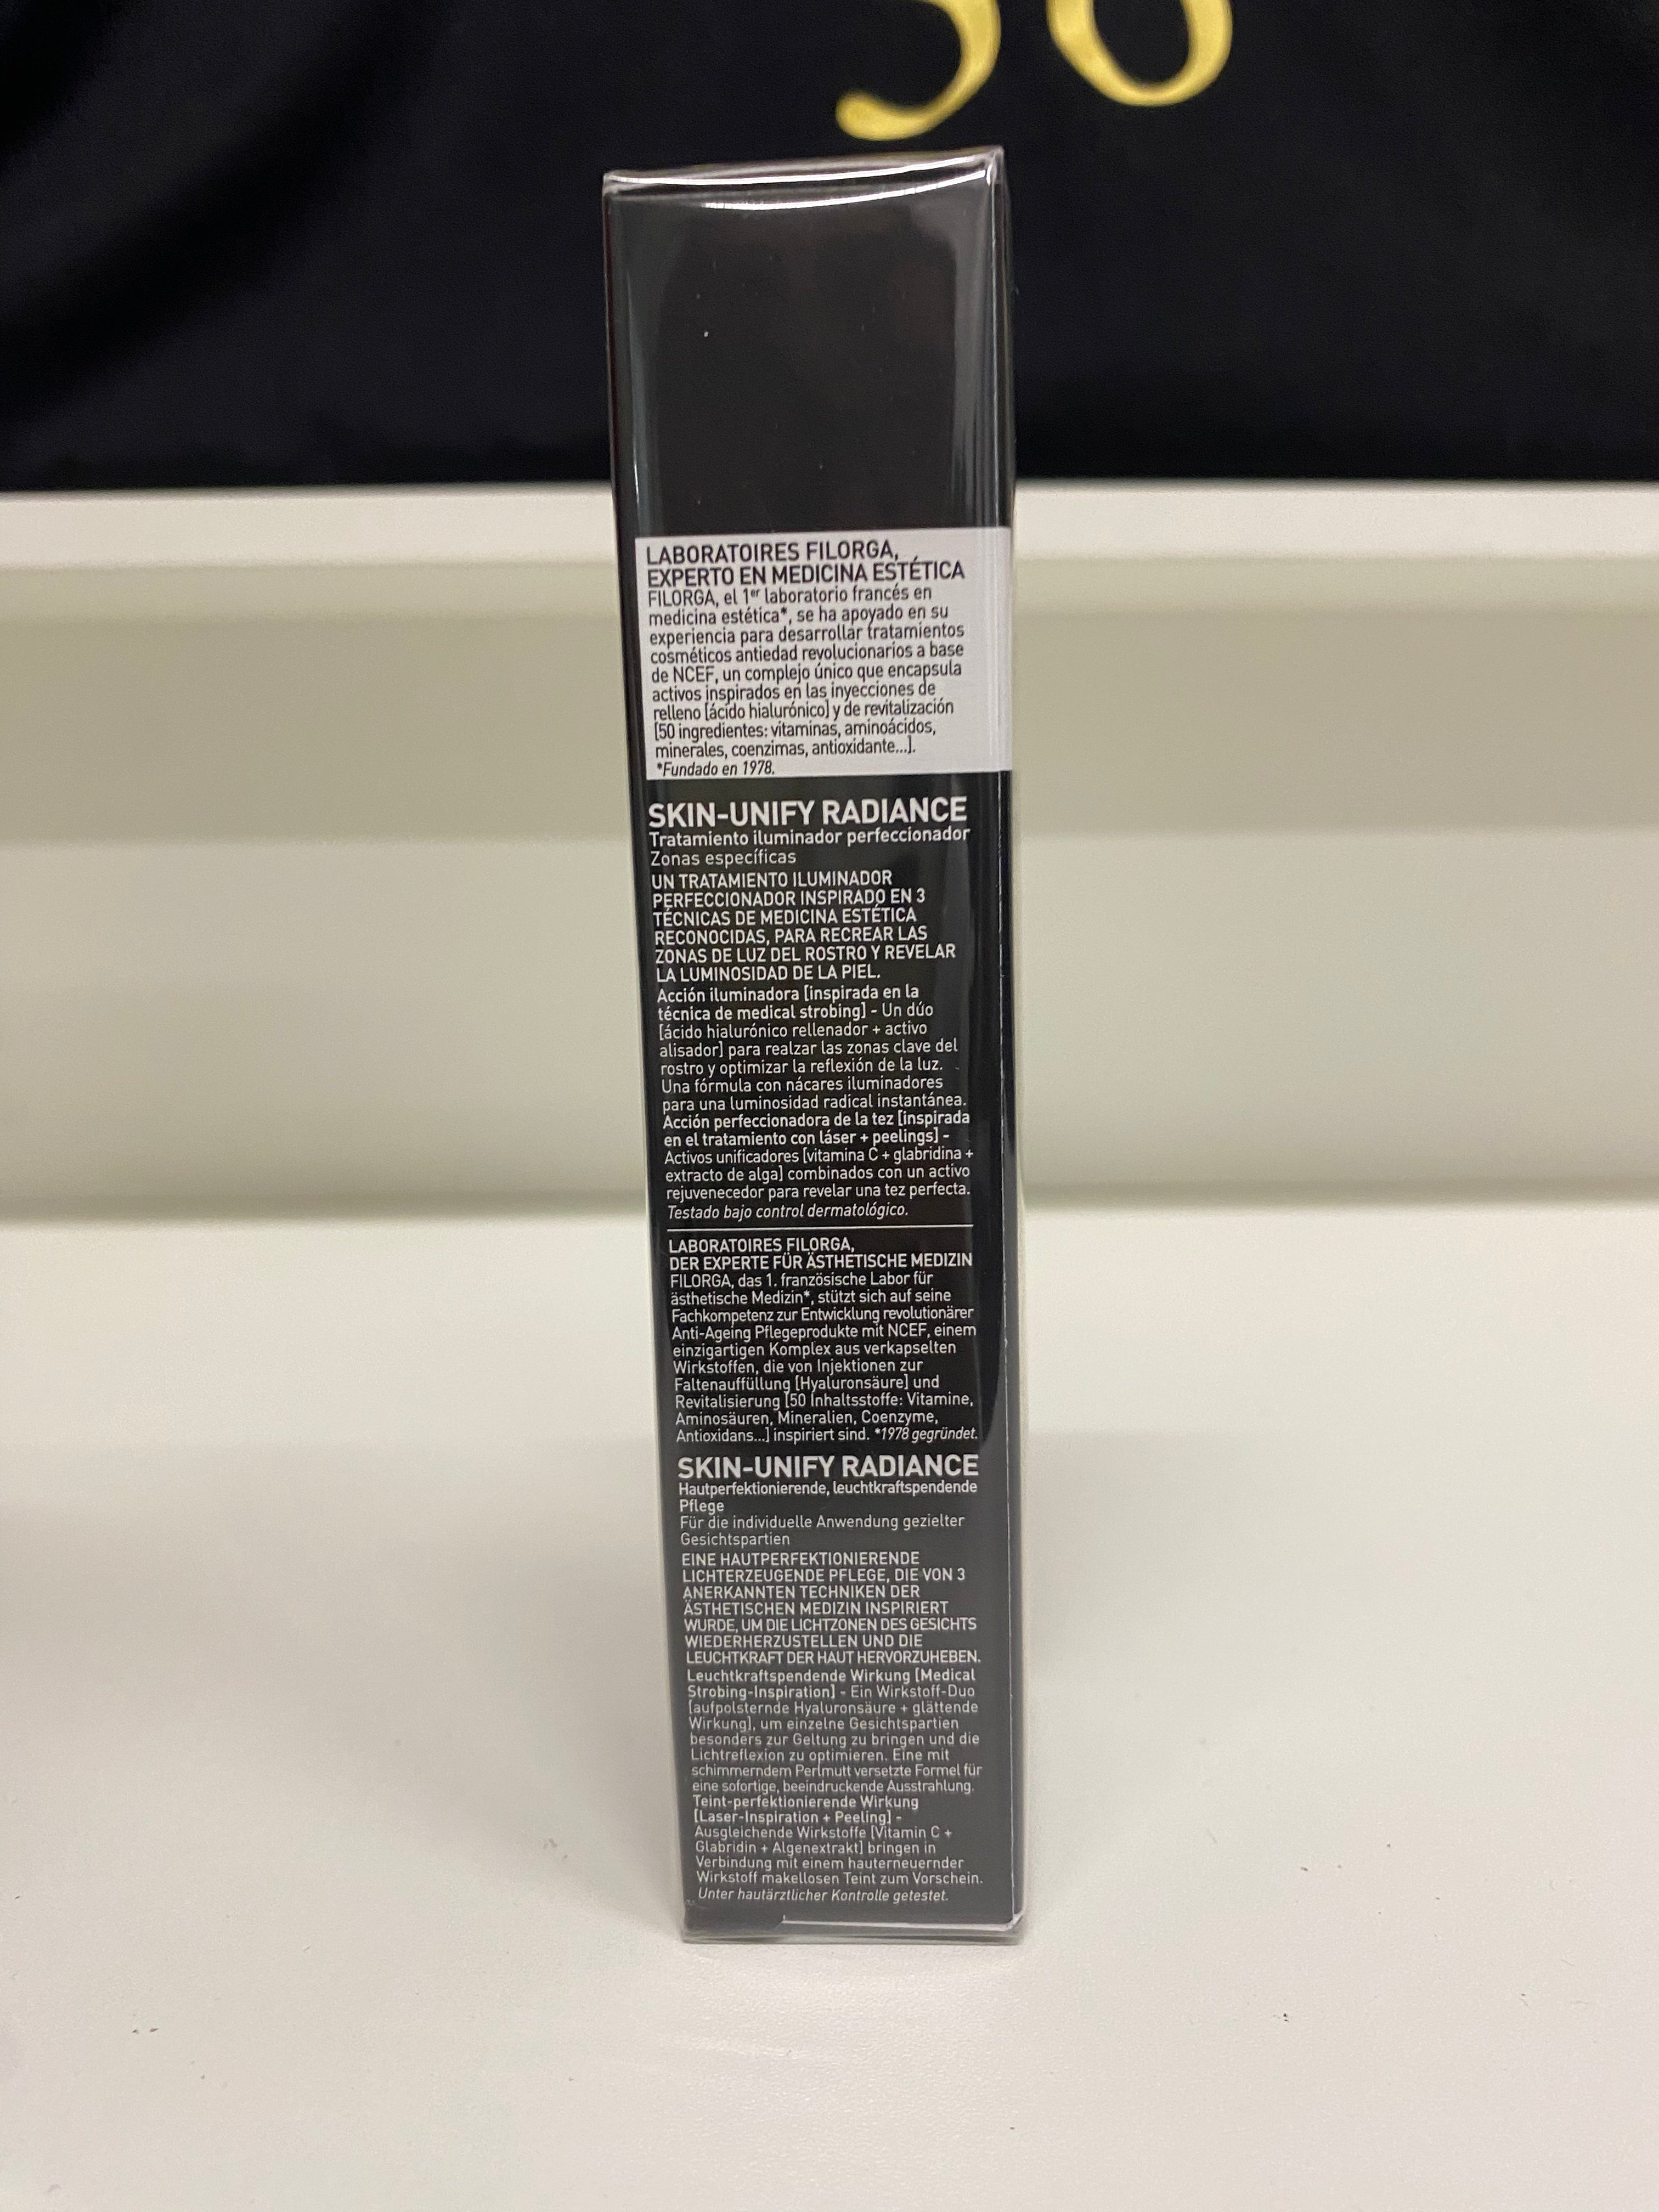 LABORATOIRES FILORGA,
EXPERTO EN MEDICINA ESTÉTICA
FILORGA, el 1er laboratorio francés en
medicina estética*, se ha apoyado en su
experiencia para desarrollar tratamientos
cosméticos antiedad revolucionarios a base
de NCEF, un complejo único que encapsula
activos inspirados en las inyecciones de
relleno [ácido hialurónico] y de revitalización
[50 ingredientes: vitaminas, aminoácidos,
minerales, coenzimas, antioxidante...].
*Fundado en 1978.
SKIN-UNIFY RADIANCE
Tratamiento iluminador perfeccionador
Zonas específicas
UN TRATAMIENTO ILUMINADOR
PERFECCIONADOR INSPIRADO EN 3
TÉCNICAS DE MEDICINA ESTÉTICA
RECONOCIDAS, PARA RECREAR LAS
ZONAS DE LUZ DEL ROSTRO Y REVELAR
LA LUMINOSIDAD DE LA PIEL.
Acción iluminadora [inspirada en la
técnica de medical strobing] - Un dúo
[ácido hialurónico rellenador + activo
alisador] para realzar las zonas clave del
rostro y optimizar la reflexión de la luz.
Una fórmula con nácares iluminadores
para una luminosidad radical instantánea.
Acción perfeccionadora de la tez [inspirada
en el tratamiento con láser + peelings] -
Activos unificadores [vitamina C + glabridina +
extracto de alga] combinados con un activo
rejuvenecedor para revelar una tez perfecta.
Testado bajo control dermatológico.
LABORATOIRES FILORGA,
DER EXPERTE FÜR ÄSTHETISCHE MEDIZIN
FILORGA, das 1. französische Labor für
ästhetische Medizin*, stützt sich auf seine
Fachkompetenz zur Entwicklung revolutionärer
Anti-Ageing Pflegeprodukte mit NCEF, einem
einzigartigen Komplex aus verkapselten
Wirkstoffen, die von Injektionen zur
Faltenauffüllung [Hyaluronsäure] und
Revitalisierung [50 Inhaltsstoffe: Vitamine,
Aminosäuren, Mineralien, Coenzyme,
Antioxidans...] inspiriert sind. *1978 gegründet.
SKIN-UNIFY RADIANCE
Hautperfektionierende, leuchtkraftspendende
Pflege
Für die individuelle Anwendung gezielter
Gesichtspartien
EINE HAUTPERFEKTIONIERENDE
LICHTERZEUGENDE PFLEGE, DIE VON 3
ANERKANNTEN TECHNIKEN DER
ÄSTHETISCHEN MEDIZIN INSPIRIERT
WURDE, UM DIE LICHTZONEN DES GESICHTS
WIEDERHERZUSTELLEN UND DIE
LEUCHTKRAFT DER HAUT HERVORZUHEBEN.
Leuchtkraftspendende Wirkung [Medical
Strobing-Inspiration] - Ein Wirkstoff-Duo
[aufpolsternde Hyaluronsäure + glättende
Wirkung], um einzelne Gesichtspartien
besonders zur Geltung zu bringen und die
Lichtreflexion zu optimieren. Eine mit
schimmerndem Perlmutt versetzte Formel für
eine sofortige, beeindruckende Ausstrahlung.
Teint-perfektionierende Wirkung
[Laser-Inspiration + Peeling] -
Ausgleichende Wirkstoffe [Vitamin C +
Glabridin + Algenextrakt] bringen in
Verbindung mit einem hauterneuernder
Wirkstoff makellosen Teint zum Vorschein.
Unter hautärztlicher Kontrolle getestet.